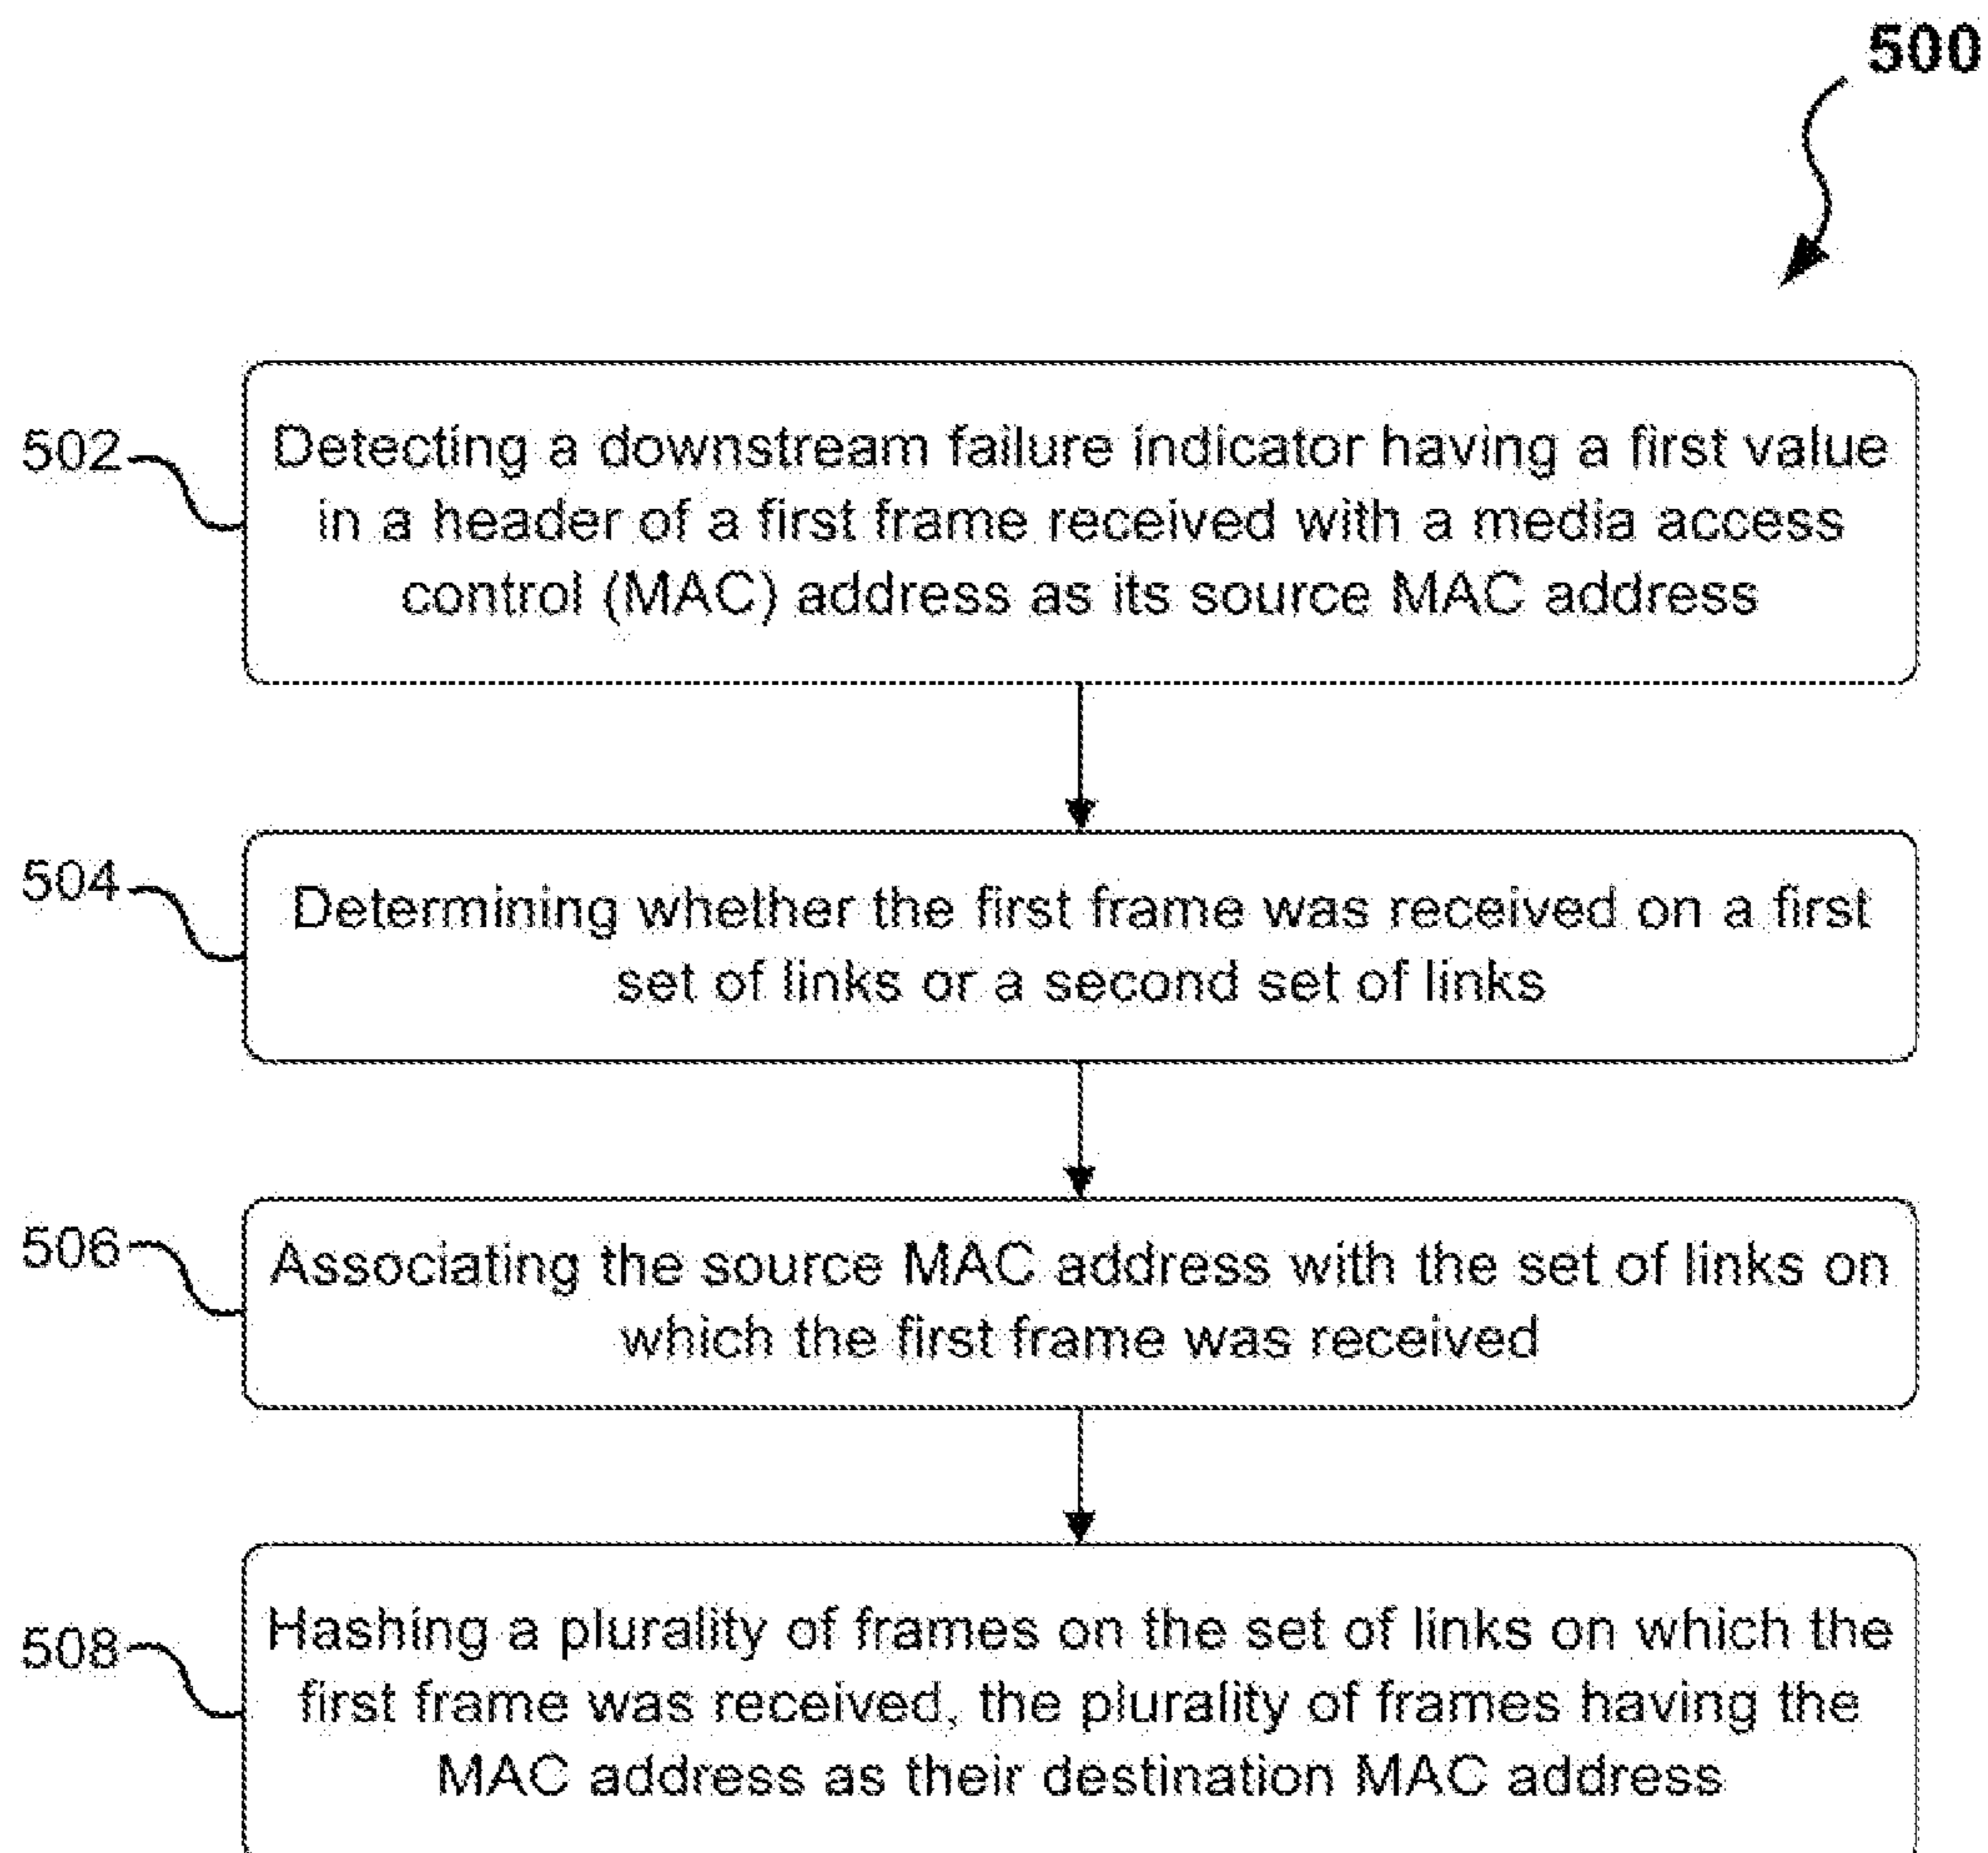 500
502
Detecting a downstream failure indicator having a first value
in a header of a first frame received with a media access
control (MAC) address as its source MAC address
504
Determining whether the first frame was received on a first
set of links or a second set of links
506
Associating the source MAC address with the set of links on
which the first frame was received
508
Hashing a plurality of frames on the set of links on which the
first frame was received, the plurality of frames having the
MAC address as their destination MAC address